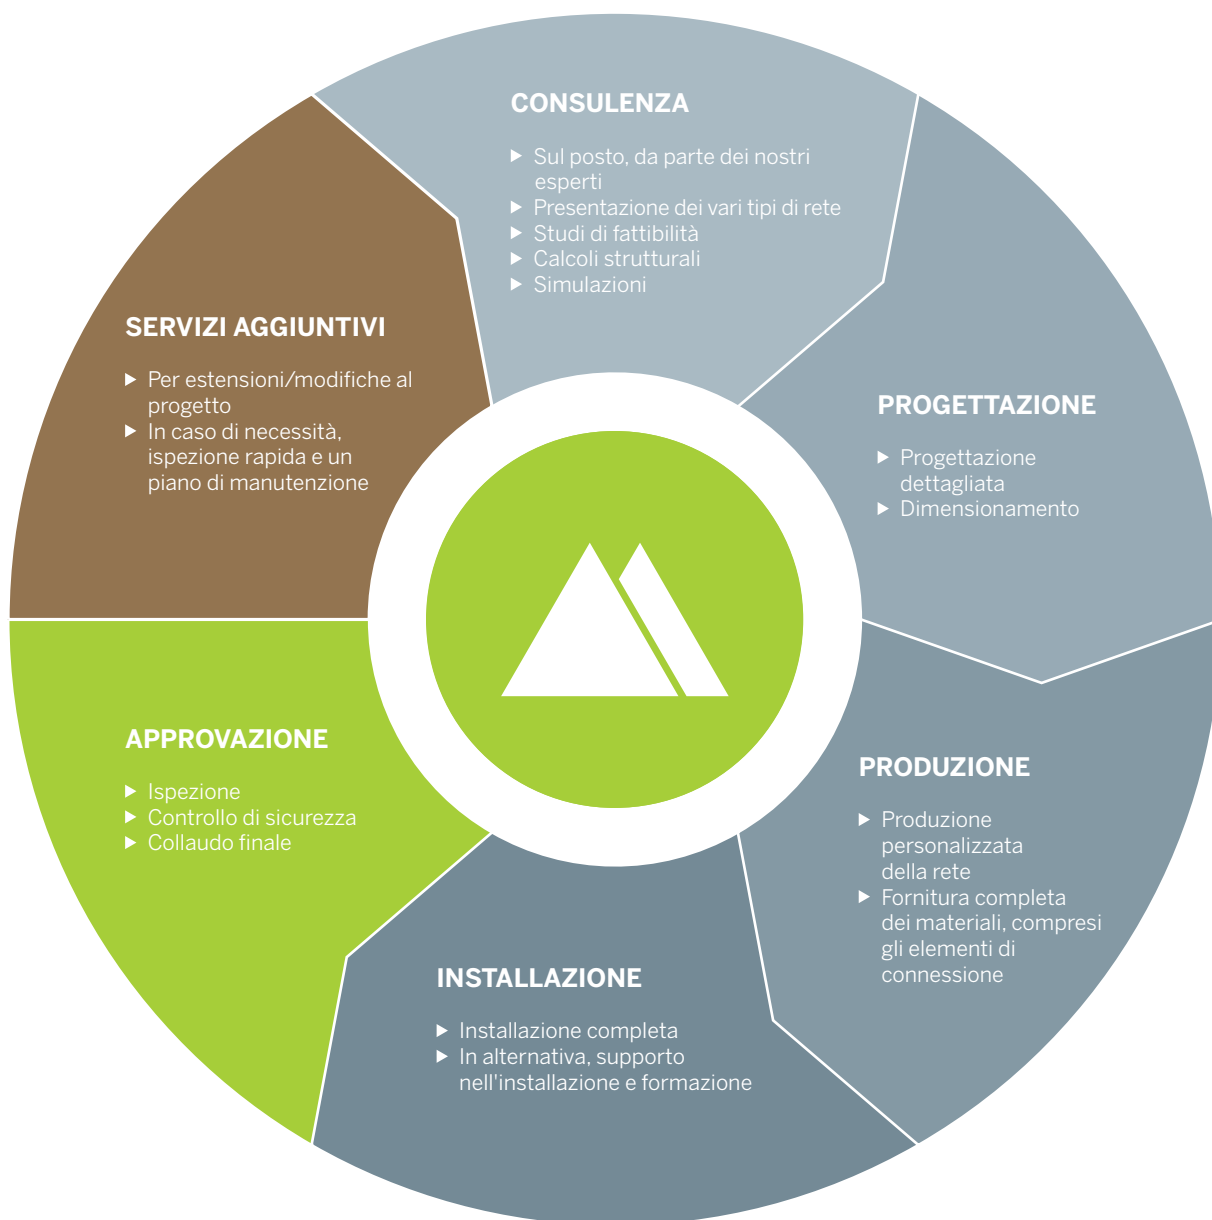 CONSULENZA
► Sul posto, da parte dei nostri
esperti
► Presentazione dei vari tipi di rete
► Studi di fattibilità
► Calcoli strutturali
► Simulazioni
PROGETTAZIONE
► Progettazione
dettagliata
► Dimensionamento
PRODUZIONE
► Produzione
personalizzata
della rete
► Fornitura completa
dei materiali, compresi
gli elementi di
connessione
INSTALLAZIONE
► Installazione completa
► In alternativa, supporto
nell'installazione e formazione
APPROVAZIONE
► Ispezione
► Controllo di sicurezza
► Collaudo finale
SERVIZI AGGIUNTIVI
► Per estensioni/modifiche al
progetto
► In caso di necessità,
ispezione rapida e un
piano di manutenzione